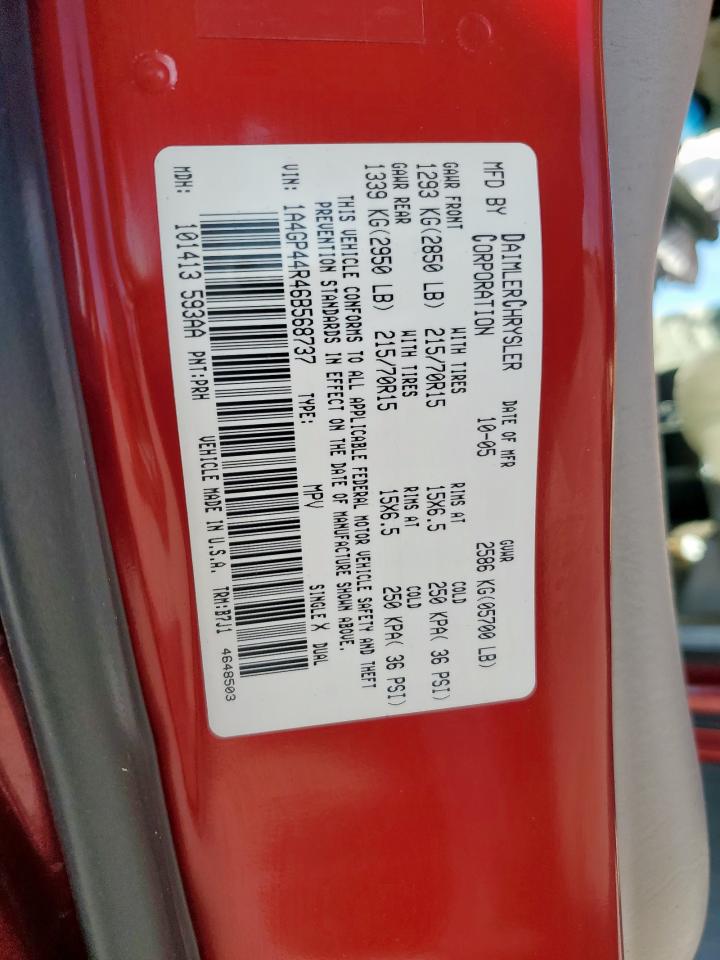 MFD BY DAIMLERCHRYSLER DATE OF MFR GVWR
CORPORATION 10-05 2586 KG(05700 LB)
GAWR FRONT WITH TIRES RIMS AT COLD
1293 KG(2850 LB) 215/70R15 15X6.5 250 KPA( 36 PSI)
GAWR REAR WITH TIRES RIMS AT COLD
1339 KG(2950 LB) 215/70R15 15X6.5 250 KPA( 36 PSI)
THIS VEHICLE CONFORMS TO ALL APPLICABLE FEDERAL MOTOR VEHICLE SAFETY AND THEFT
PREVENTION STANDARDS IN EFFECT ON THE DATE OF MANUFACTURE SHOWN ABOVE.
VIN: 1A4GP44R46B568737 TYPE: MPV SINGLE X DUAL
MDH: 101413 593AA PNT:PRH VEHICLE MADE IN U.S.A. TRM:B7J1 4648503